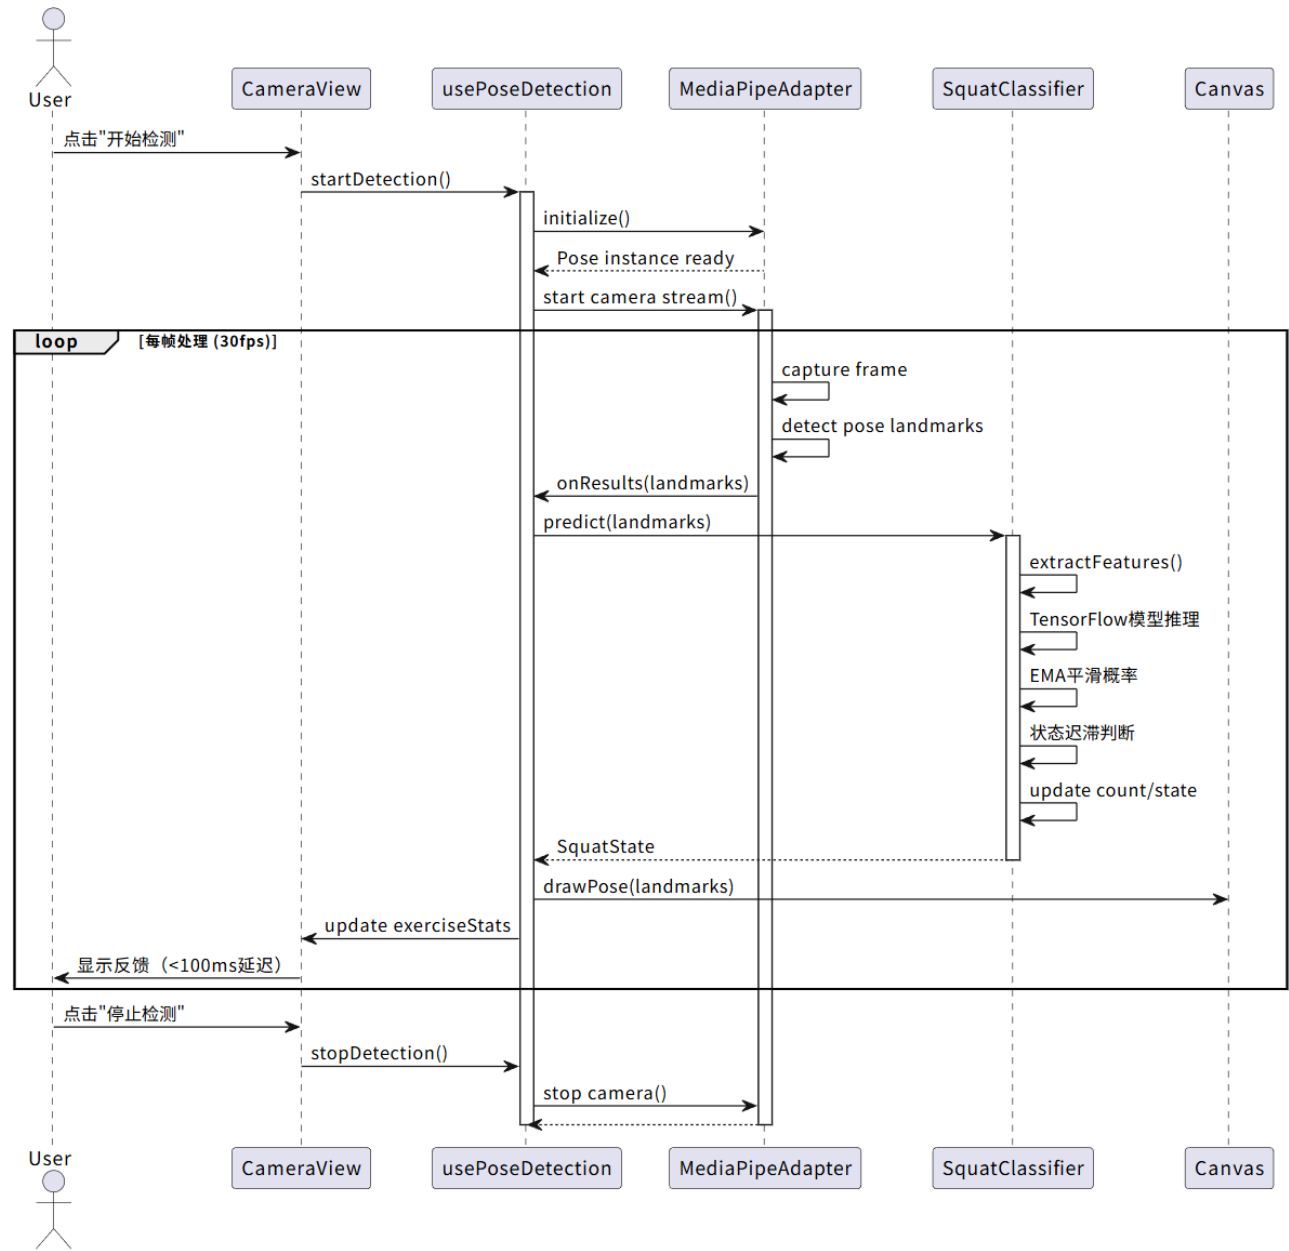 User
CameraView
usePoseDetection
MediaPipeAdapter
SquatClassifier
Canvas
点击"开始检测"
startDetection()
initialize()
Pose instance ready
start camera stream()
loop
[每帧处理 (30fps)]
capture frame
detect pose landmarks
onResults(landmarks)
predict(landmarks)
extractFeatures()
TensorFlow模型推理
EMA平滑概率
状态迟滞判断
update count/state
SquatState
drawPose(landmarks)
update exerciseStats
显示反馈（<100ms延迟）
点击"停止检测"
stopDetection()
stop camera()
User
CameraView
usePoseDetection
MediaPipeAdapter
SquatClassifier
Canvas